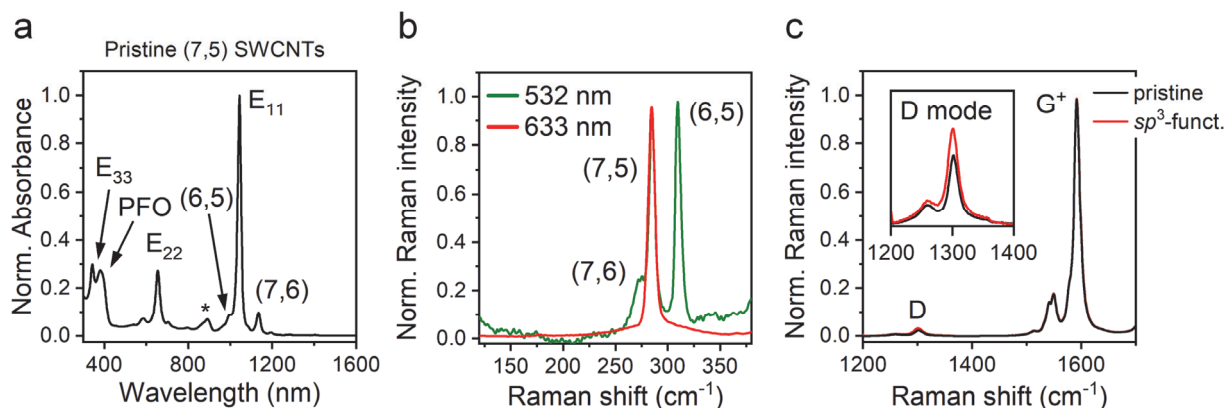 a
Pristine (7,5) SWCNTs
Norm. Absorbance
1.0
0.8
0.6
0.4
0.2
0.0
E₃₃
PFO
E₂₂
(6,5)
*
E₁₁
(7,6)
400 800 1200 1600
Wavelength (nm)
b
Norm. Raman intensity
1.0
0.8
0.6
0.4
0.2
0.0
532 nm
633 nm
(6,5)
(7,5)
(7,6)
150 200 250 300 350
Raman shift (cm⁻¹)
c
Norm. Raman intensity
1.0
0.8
0.6
0.4
0.2
0.0
D mode
1200 1300 1400
G⁺
pristine
sp³-funct.
D
1200 1400 1600
Raman shift (cm⁻¹)